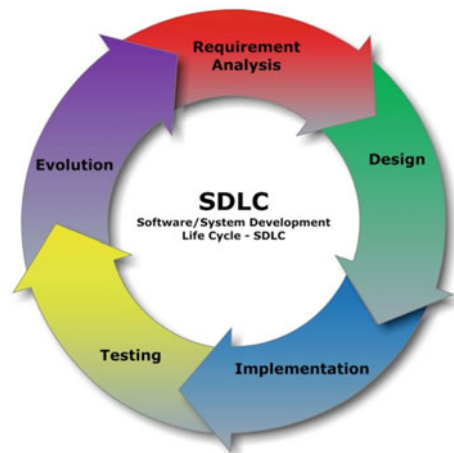 Requirement
Analysis
Design
Implementation
Testing
Evolution
SDLC
Software/System Development
Life Cycle - SDLC